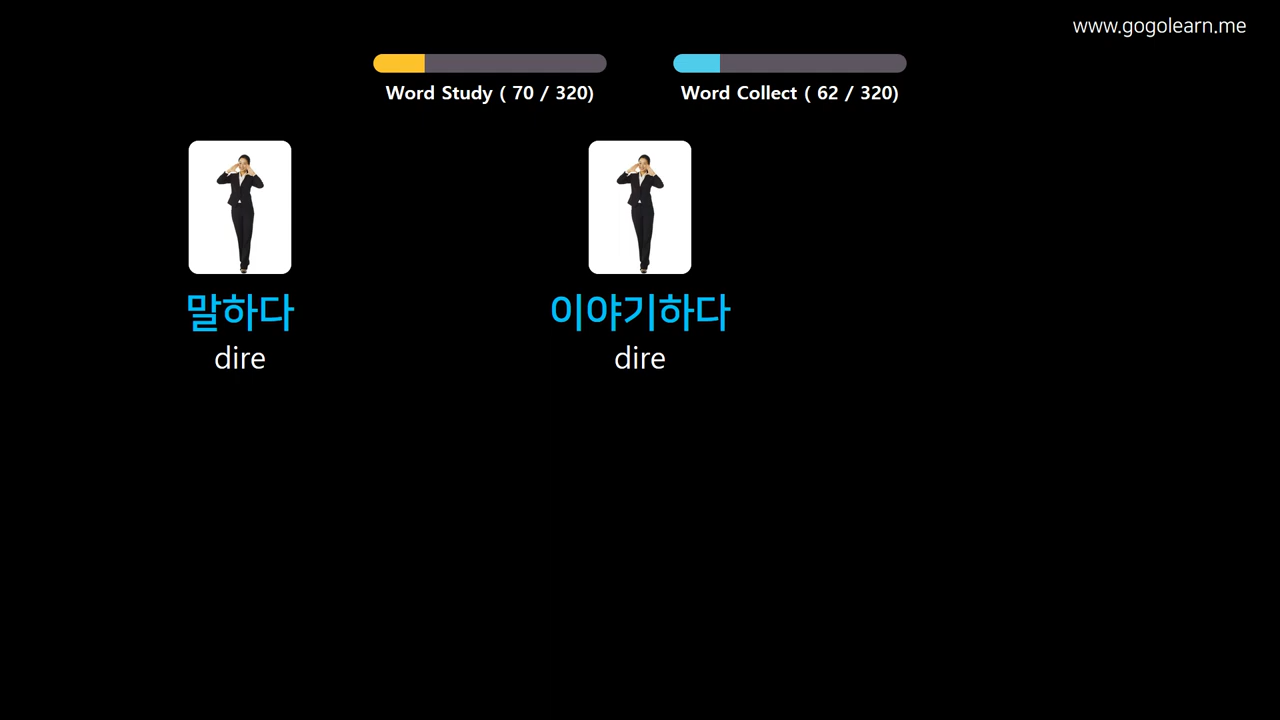 www.gogolearn.me
Word Study ( 70 / 320)
Word Collect ( 62 / 320)
말하다
dire
이야기하다
dire